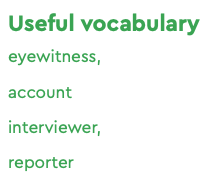 Useful vocabulary
eyewitness,
account
interviewer,
reporter